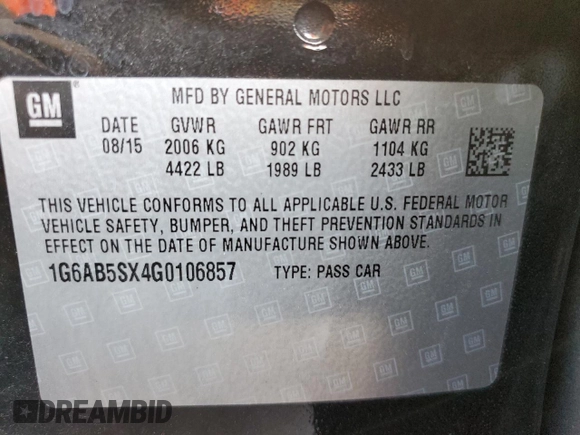 GM
MFD BY GENERAL MOTORS LLC
DATE GVWR GAWR FRT GAWR RR
08/15 2006 KG 902 KG 1104 KG
4422 LB 1989 LB 2433 LB
THIS VEHICLE CONFORMS TO ALL APPLICABLE U.S. FEDERAL MOTOR
VEHICLE SAFETY, BUMPER, AND THEFT PREVENTION STANDARDS IN
EFFECT ON THE DATE OF MANUFACTURE SHOWN ABOVE.
1G6AB5SX4G0106857 TYPE: PASS CAR
DREAMBID